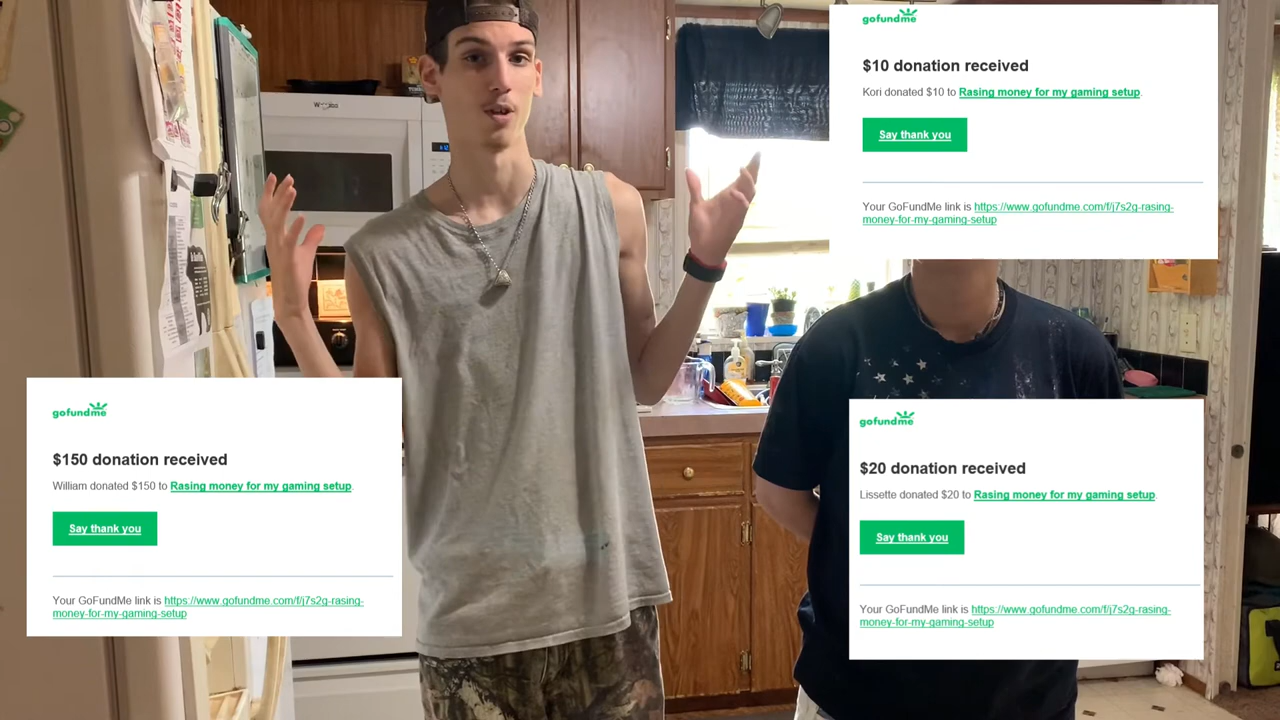 gofundme
$10 donation received
Kori donated $10 to Rasing money for my gaming setup.
Say thank you
Your GoFundMe link is https://www.gofundme.com/f/j7s2g-rasing-
money-for-my-gaming-setup
gofundme
$150 donation received
William donated $150 to Rasing money for my gaming setup.
Say thank you
Your GoFundMe link is https://www.gofundme.com/f/j7s2g-rasing-
money-for-my-gaming-setup
gofundme
$20 donation received
Lissette donated $20 to Rasing money for my gaming setup
Say thank you
Your GoFundMe link is https://www.gofundme.com/f/j7s2g-rasing-
money-for-my-gaming-setup